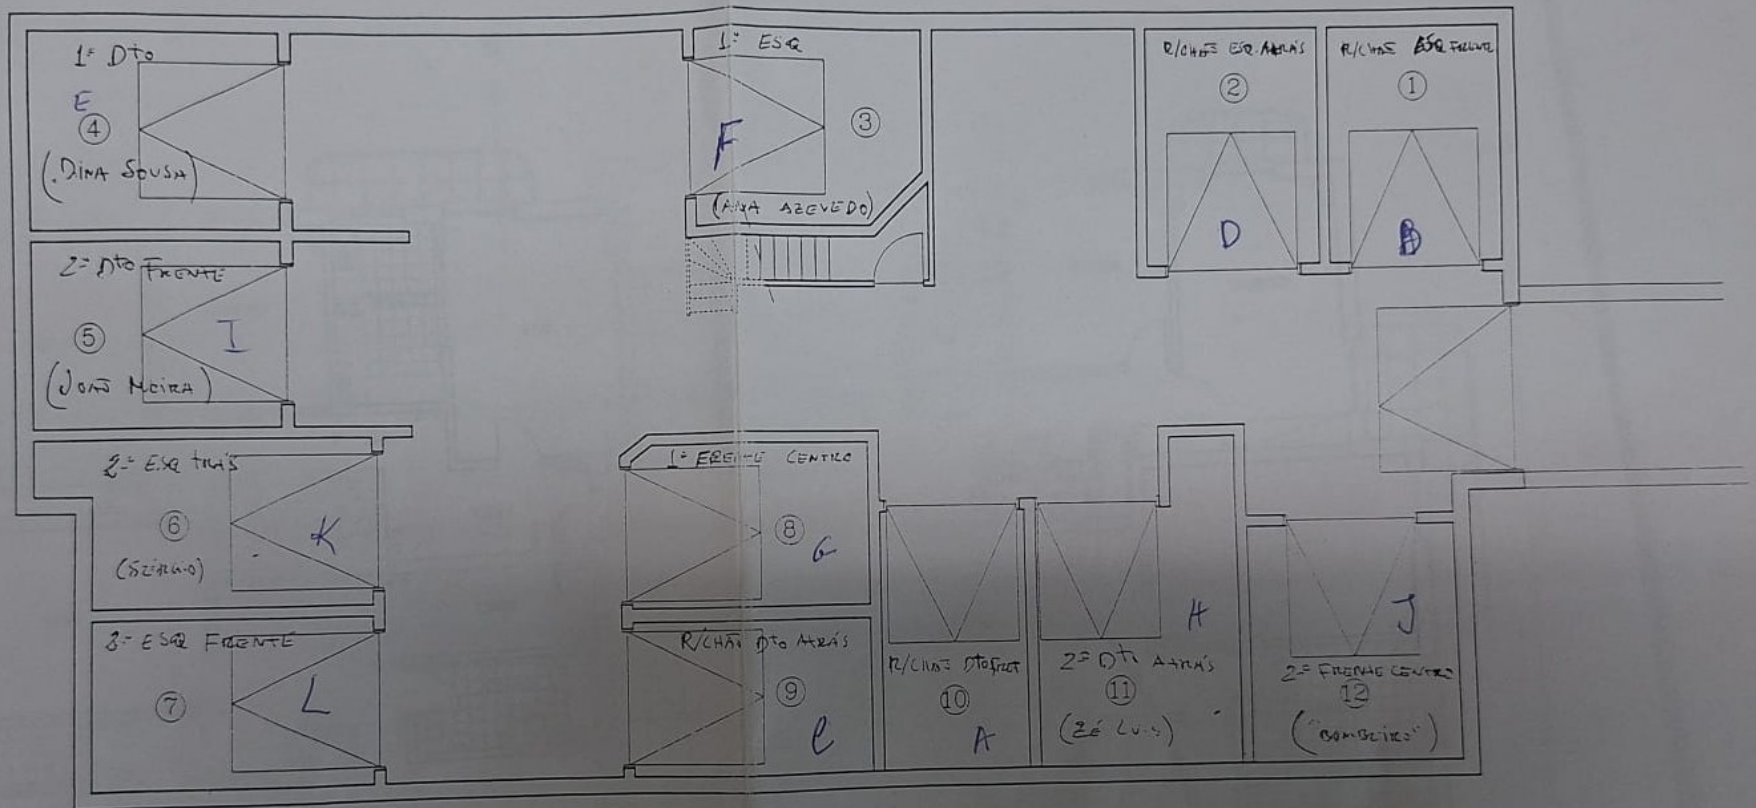 1º Dto
E
4
(DINA SOUSA)
1º ESQ
3
F
(ANA AZEVEDO)
R/CHÃO ESQ. ATRÁS
2
D
R/CHÃO ESQ FRENTE
1
B
2º Dto FRENTE
I
5
(JOÃO MEIRA)
2º ESQ TRÁS
6
K
(SÉRGIO)
1º FRENTE CENTRO
8
G
3º ESQ FRENTE
7
L
R/CHÃO Dto ATRÁS
9
C
R/CHÃO Dto
10
A
H
2º Dto ATRÁS
11
(ZÉ LUIS)
J
2º FRENTE CENTRO
12
("BOMBEIRO")